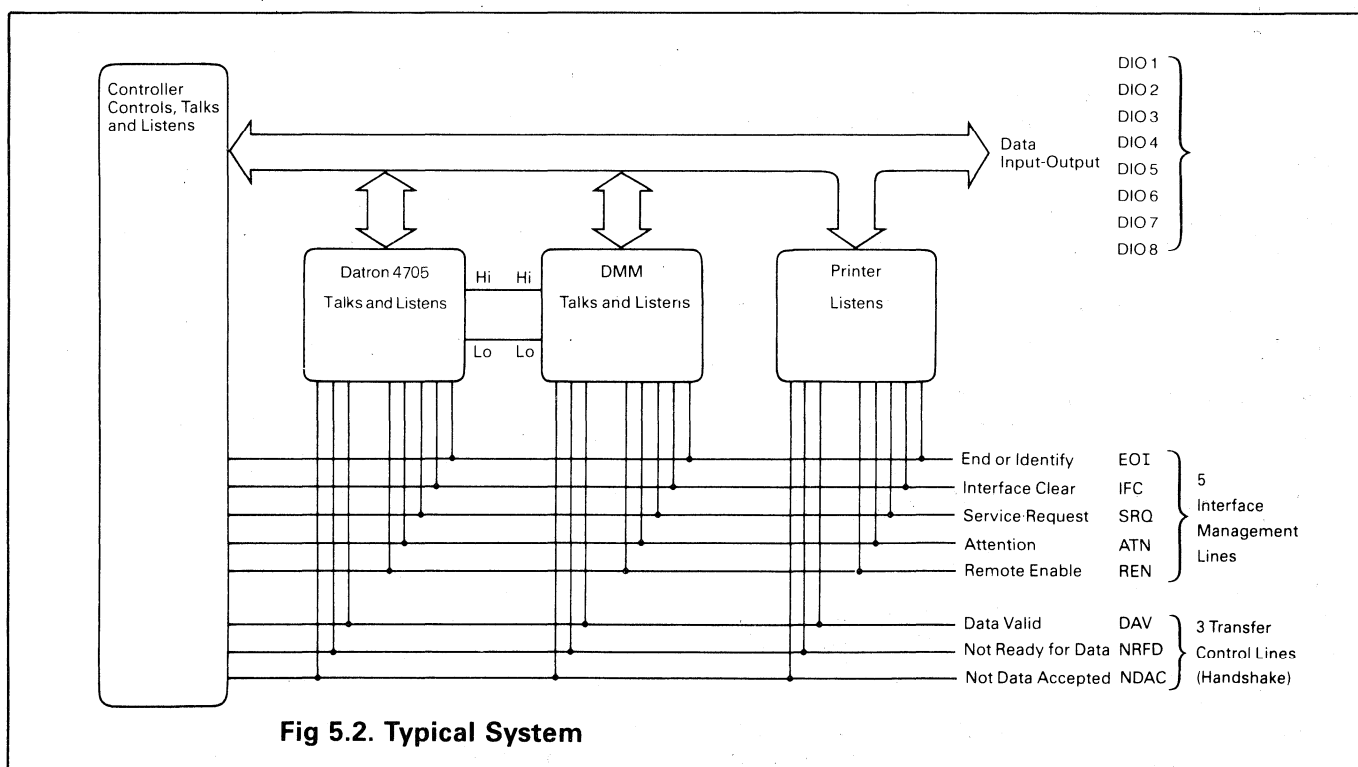 Controller
Controls, Talks
and Listens
DIO 1
DIO 2
DIO 3
DIO 4
DIO 5
DIO 6
DIO 7
DIO 8
Data
Input-Output
Datron 4705
Talks and Listens
Hi Hi
Lo Lo
DMM
Talks and Listens
Printer
Listens
End or Identify EOI
Interface Clear IFC
Service Request SRQ
Attention ATN
Remote Enable REN
5
Interface
Management
Lines
Data Valid DAV
Not Ready for Data NRFD
Not Data Accepted NDAC
3 Transfer
Control Lines
(Handshake)
Fig 5.2. Typical System